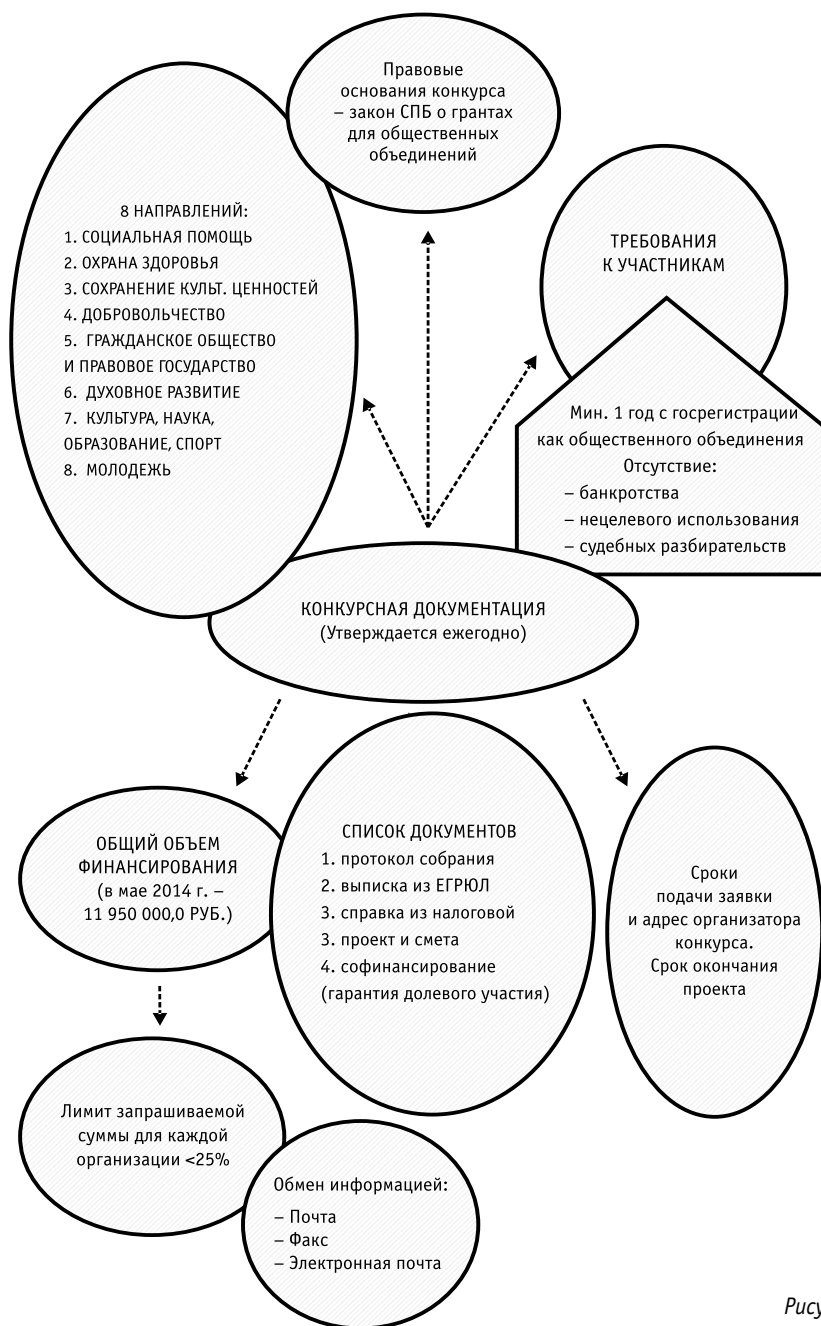 Правовые
основания конкурса
– закон СПБ о грантах
для общественных
объединений
8 НАПРАВЛЕНИЙ:
1. СОЦИАЛЬНАЯ ПОМОЩЬ
2. ОХРАНА ЗДОРОВЬЯ
3. СОХРАНЕНИЕ КУЛЬТ. ЦЕННОСТЕЙ
4. ДОБРОВОЛЬЧЕСТВО
5. ГРАЖДАНСКОЕ ОБЩЕСТВО
И ПРАВОВОЕ ГОСУДАРСТВО
6. ДУХОВНОЕ РАЗВИТИЕ
7. КУЛЬТУРА, НАУКА,
ОБРАЗОВАНИЕ, СПОРТ
8. МОЛОДЕЖЬ
ТРЕБОВАНИЯ
К УЧАСТНИКАМ
Мин. 1 год с госрегистрации
как общественного объединения
Отсутствие:
– банкротства
– нецелевого использования
– судебных разбирательств
КОНКУРСНАЯ ДОКУМЕНТАЦИЯ
(Утверждается ежегодно)
ОБЩИЙ ОБЪЕМ
ФИНАНСИРОВАНИЯ
(в мае 2014 г. –
11 950 000,0 РУБ.)
СПИСОК ДОКУМЕНТОВ
1. протокол собрания
2. выписка из ЕГРЮЛ
3. справка из налоговой
3. проект и смета
4. софинансирование
(гарантия долевого участия)
Сроки
подачи заявки
и адрес организатора
конкурса.
Срок окончания
проекта
Лимит запрашиваемой
суммы для каждой
организации <25%
Обмен информацией:
– Почта
– Факс
– Электронная почта
Рису